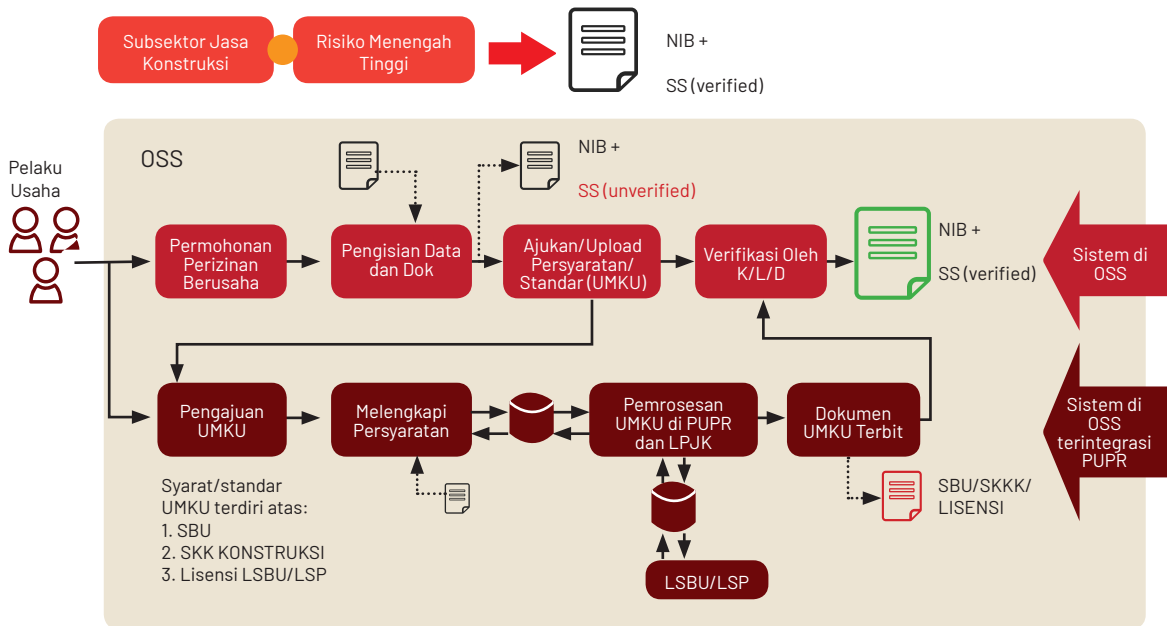 Subsektor Jasa
Konstruksi
Risiko Menengah
Tinggi
NIB +
SS (verified)
Pelaku
Usaha
OSS
NIB +
SS (unverified)
Permohonan
Perizinan
Berusaha
Pengisian Data
dan Dok
Ajukan/Upload
Persyaratan/
Standar (UMKU)
Verifikasi Oleh
K/L/D
NIB +
SS (verified)
Sistem di
OSS
Pengajuan
UMKU
Melengkapi
Persyaratan
Pemrosesan
UMKU di PUPR
dan LPJK
Dokumen
UMKU Terbit
Sistem di
OSS
terintegrasi
PUPR
Syarat/standar
UMKU terdiri atas:
1. SBU
2. SKK KONSTRUKSI
3. Lisensi LSBU/LSP
SBU/SKKK/
LISENSI
LSBU/LSP